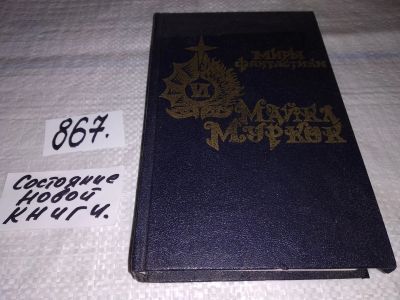 867.
Состояние
новой
книги.
VI
Миры
фантастики
Майкл
Муркок